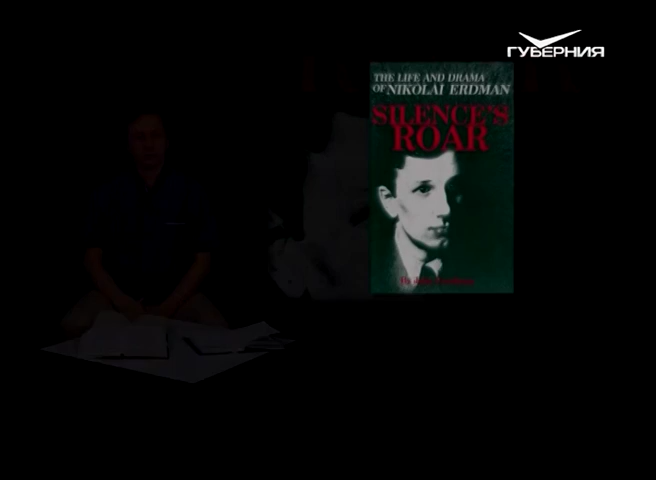 ГУБЕРНИЯ
THE LIFE AND DRAMA
OF NIKOLAI ERDMAN
SILENCE'S
ROAR